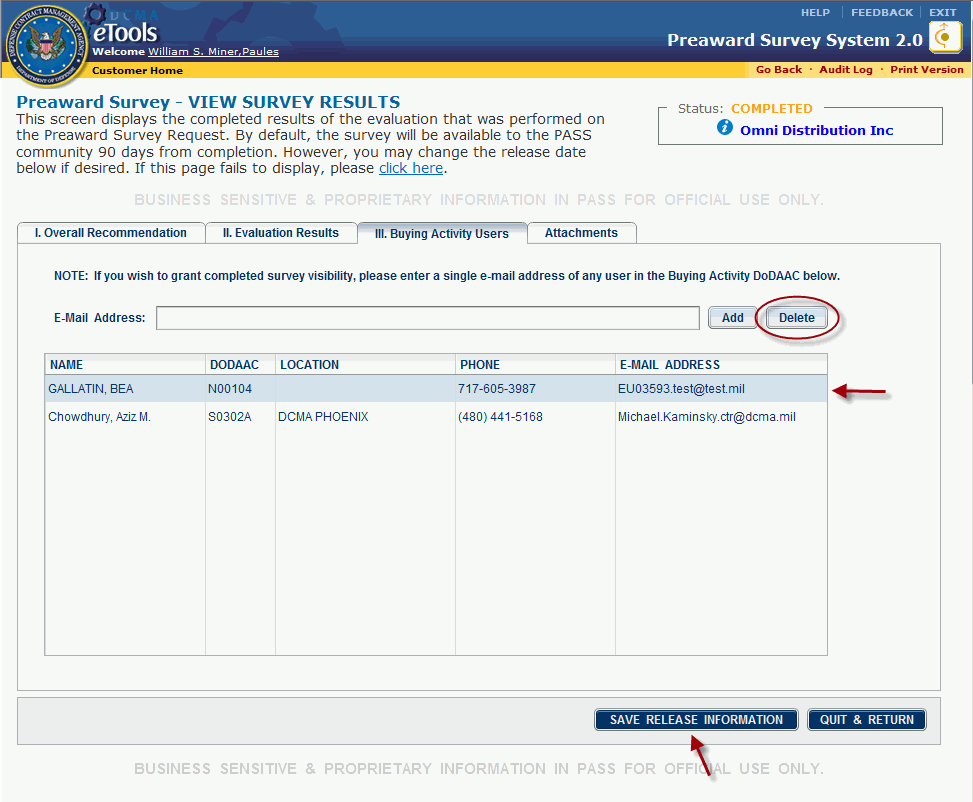 HELP FEEDBACK EXIT
DCMA
eTools
Welcome William S. Miner,Paules
Preaward Survey System 2.0
DEFENSE CONTRACT MANAGEMENT AGENCY
DEPARTMENT OF DEFENSE
Customer Home
Go Back · Audit Log · Print Version
Preaward Survey - VIEW SURVEY RESULTS
This screen displays the completed results of the evaluation that was performed on
the Preaward Survey Request. By default, the survey will be available to the PASS
community 90 days from completion. However, you may change the release date
below if desired. If this page fails to display, please click here.
Status: COMPLETED
Omni Distribution Inc
BUSINESS SENSITIVE & PROPRIETARY INFORMATION IN PASS FOR OFFICIAL USE ONLY.
I. Overall Recommendation II. Evaluation Results III. Buying Activity Users Attachments
NOTE: If you wish to grant completed survey visibility, please enter a single e-mail address of any user in the Buying Activity DoDAAC below.
E-Mail Address: Add Delete
NAME DODAAC LOCATION PHONE E-MAIL ADDRESS
GALLATIN, BEA N00104 717-605-3987 EU03593.test@test.mil
Chowdhury, Aziz M. S0302A DCMA PHOENIX (480) 441-5168 Michael.Kaminsky.ctr@dcma.mil
SAVE RELEASE INFORMATION QUIT & RETURN
BUSINESS SENSITIVE & PROPRIETARY INFORMATION IN PASS FOR OFFICIAL USE ONLY.